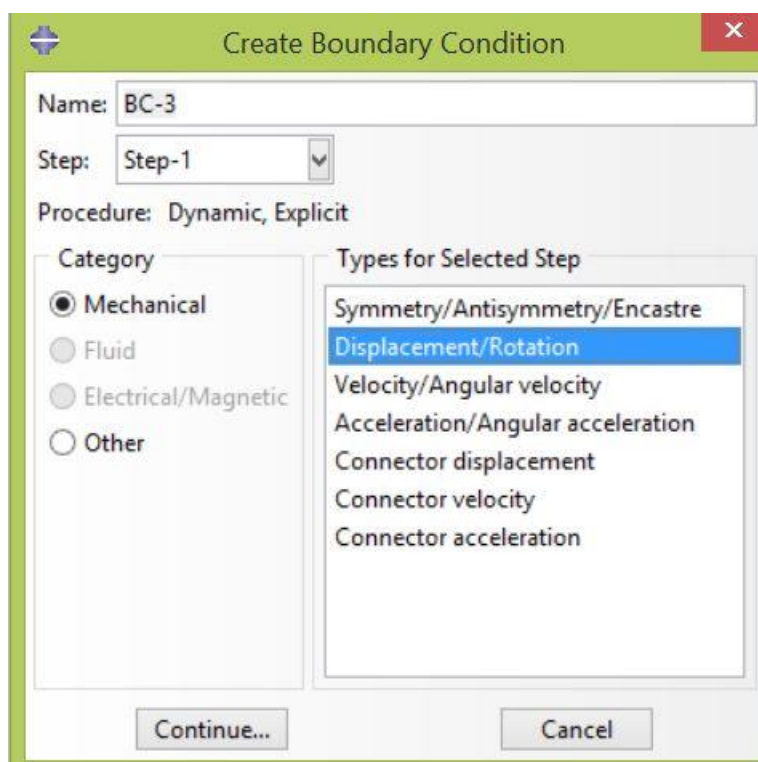 Create Boundary Condition
Name: BC-3
Step: Step-1
Procedure: Dynamic, Explicit
Category
Mechanical
Fluid
Electrical/Magnetic
Other
Types for Selected Step
Symmetry/Antisymmetry/Encastre
Displacement/Rotation
Velocity/Angular velocity
Acceleration/Angular acceleration
Connector displacement
Connector velocity
Connector acceleration
Continue...
Cancel